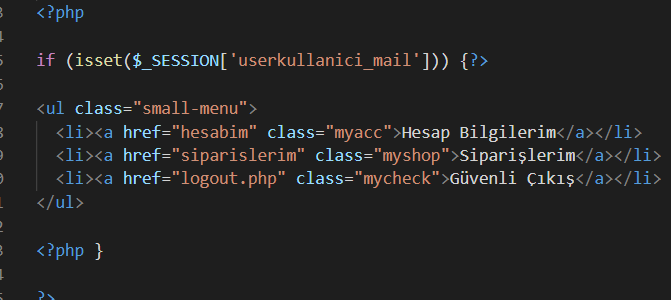 <?php
if (isset($_SESSION['userkullanici_mail'])) {?>
<ul class="small-menu">
<li><a href="hesabim" class="myacc">Hesap Bilgilerim</a></li>
<li><a href="siparislerim" class="myshop">Siparişlerim</a></li>
<li><a href="logout.php" class="mycheck">Güvenli Çıkış</a></li>
</ul>
<?php }
?>